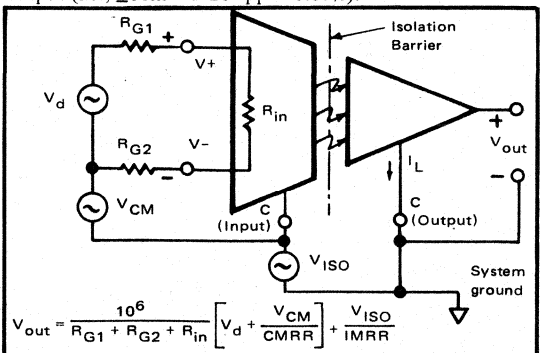 Isolation
Barrier
R_G1
+
V+
V_d
R_in
R_G2
V−
−
+
V_out
−
I_L
V_CM
C
(Input)
C
(Output)
V_ISO
System
ground
V_out = 10^6 / (R_G1 + R_G2 + R_in) [V_d + V_CM / CMRR] + V_ISO / IMRR